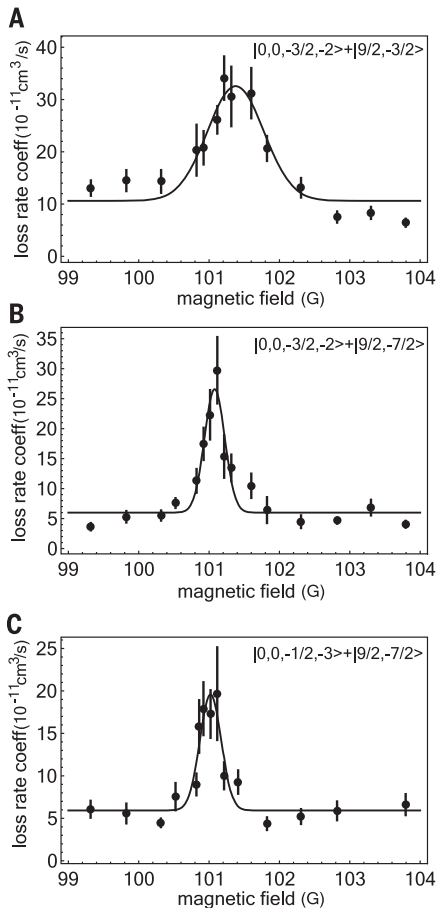 A
|0,0,-3/2,-2>+|9/2,-3/2>
40
30
20
10
0
loss rate coeff(10⁻¹¹cm³/s)
99 100 101 102 103 104
magnetic field (G)
B
|0,0,-3/2,-2>+|9/2,-7/2>
35
30
25
20
15
10
5
0
loss rate coeff(10⁻¹¹cm³/s)
99 100 101 102 103 104
magnetic field (G)
C
|0,0,-1/2,-3>+|9/2,-7/2>
25
20
15
10
5
0
loss rate coeff(10⁻¹¹cm³/s)
99 100 101 102 103 104
magnetic field (G)